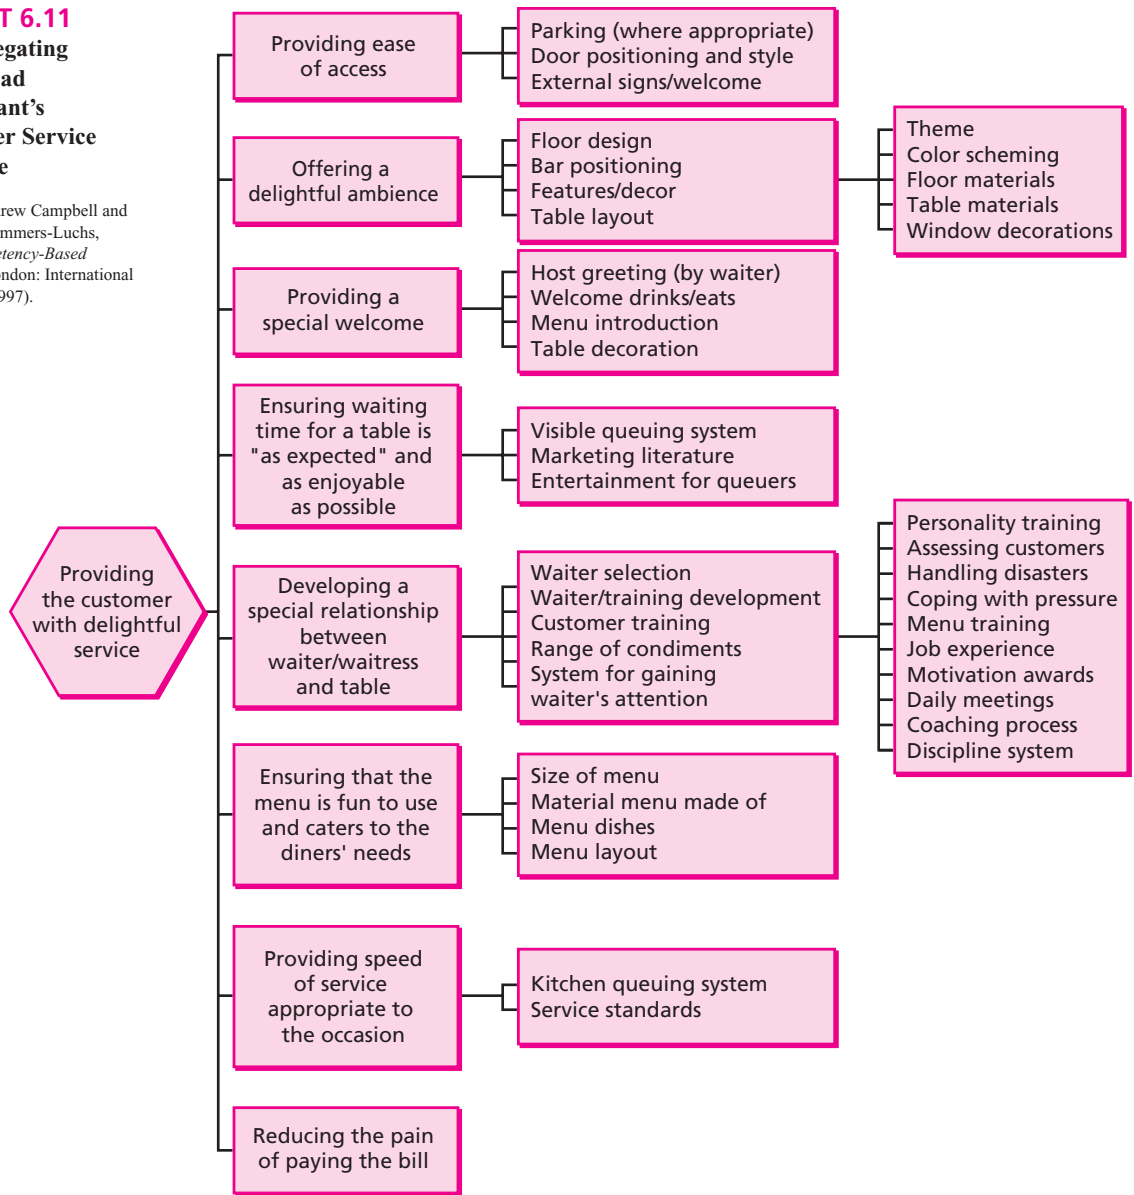 T 6.11
egating
ad
ant's
er Service
e
rew Campbell and
mmers-Luchs,
etency-Based
ondon: International
997).
Providing ease
of access
Parking (where appropriate)
Door positioning and style
External signs/welcome
Offering a
delightful ambience
Floor design
Bar positioning
Features/decor
Table layout
Theme
Color scheming
Floor materials
Table materials
Window decorations
Providing a
special welcome
Host greeting (by waiter)
Welcome drinks/eats
Menu introduction
Table decoration
Ensuring waiting
time for a table is
"as expected" and
as enjoyable
as possible
Visible queuing system
Marketing literature
Entertainment for queuers
Providing
the customer
with delightful
service
Developing a
special relationship
between
waiter/waitress
and table
Waiter selection
Waiter/training development
Customer training
Range of condiments
System for gaining
waiter's attention
Personality training
Assessing customers
Handling disasters
Coping with pressure
Menu training
Job experience
Motivation awards
Daily meetings
Coaching process
Discipline system
Ensuring that the
menu is fun to use
and caters to the
diners' needs
Size of menu
Material menu made of
Menu dishes
Menu layout
Providing speed
of service
appropriate to
the occasion
Kitchen queuing system
Service standards
Reducing the pain
of paying the bill